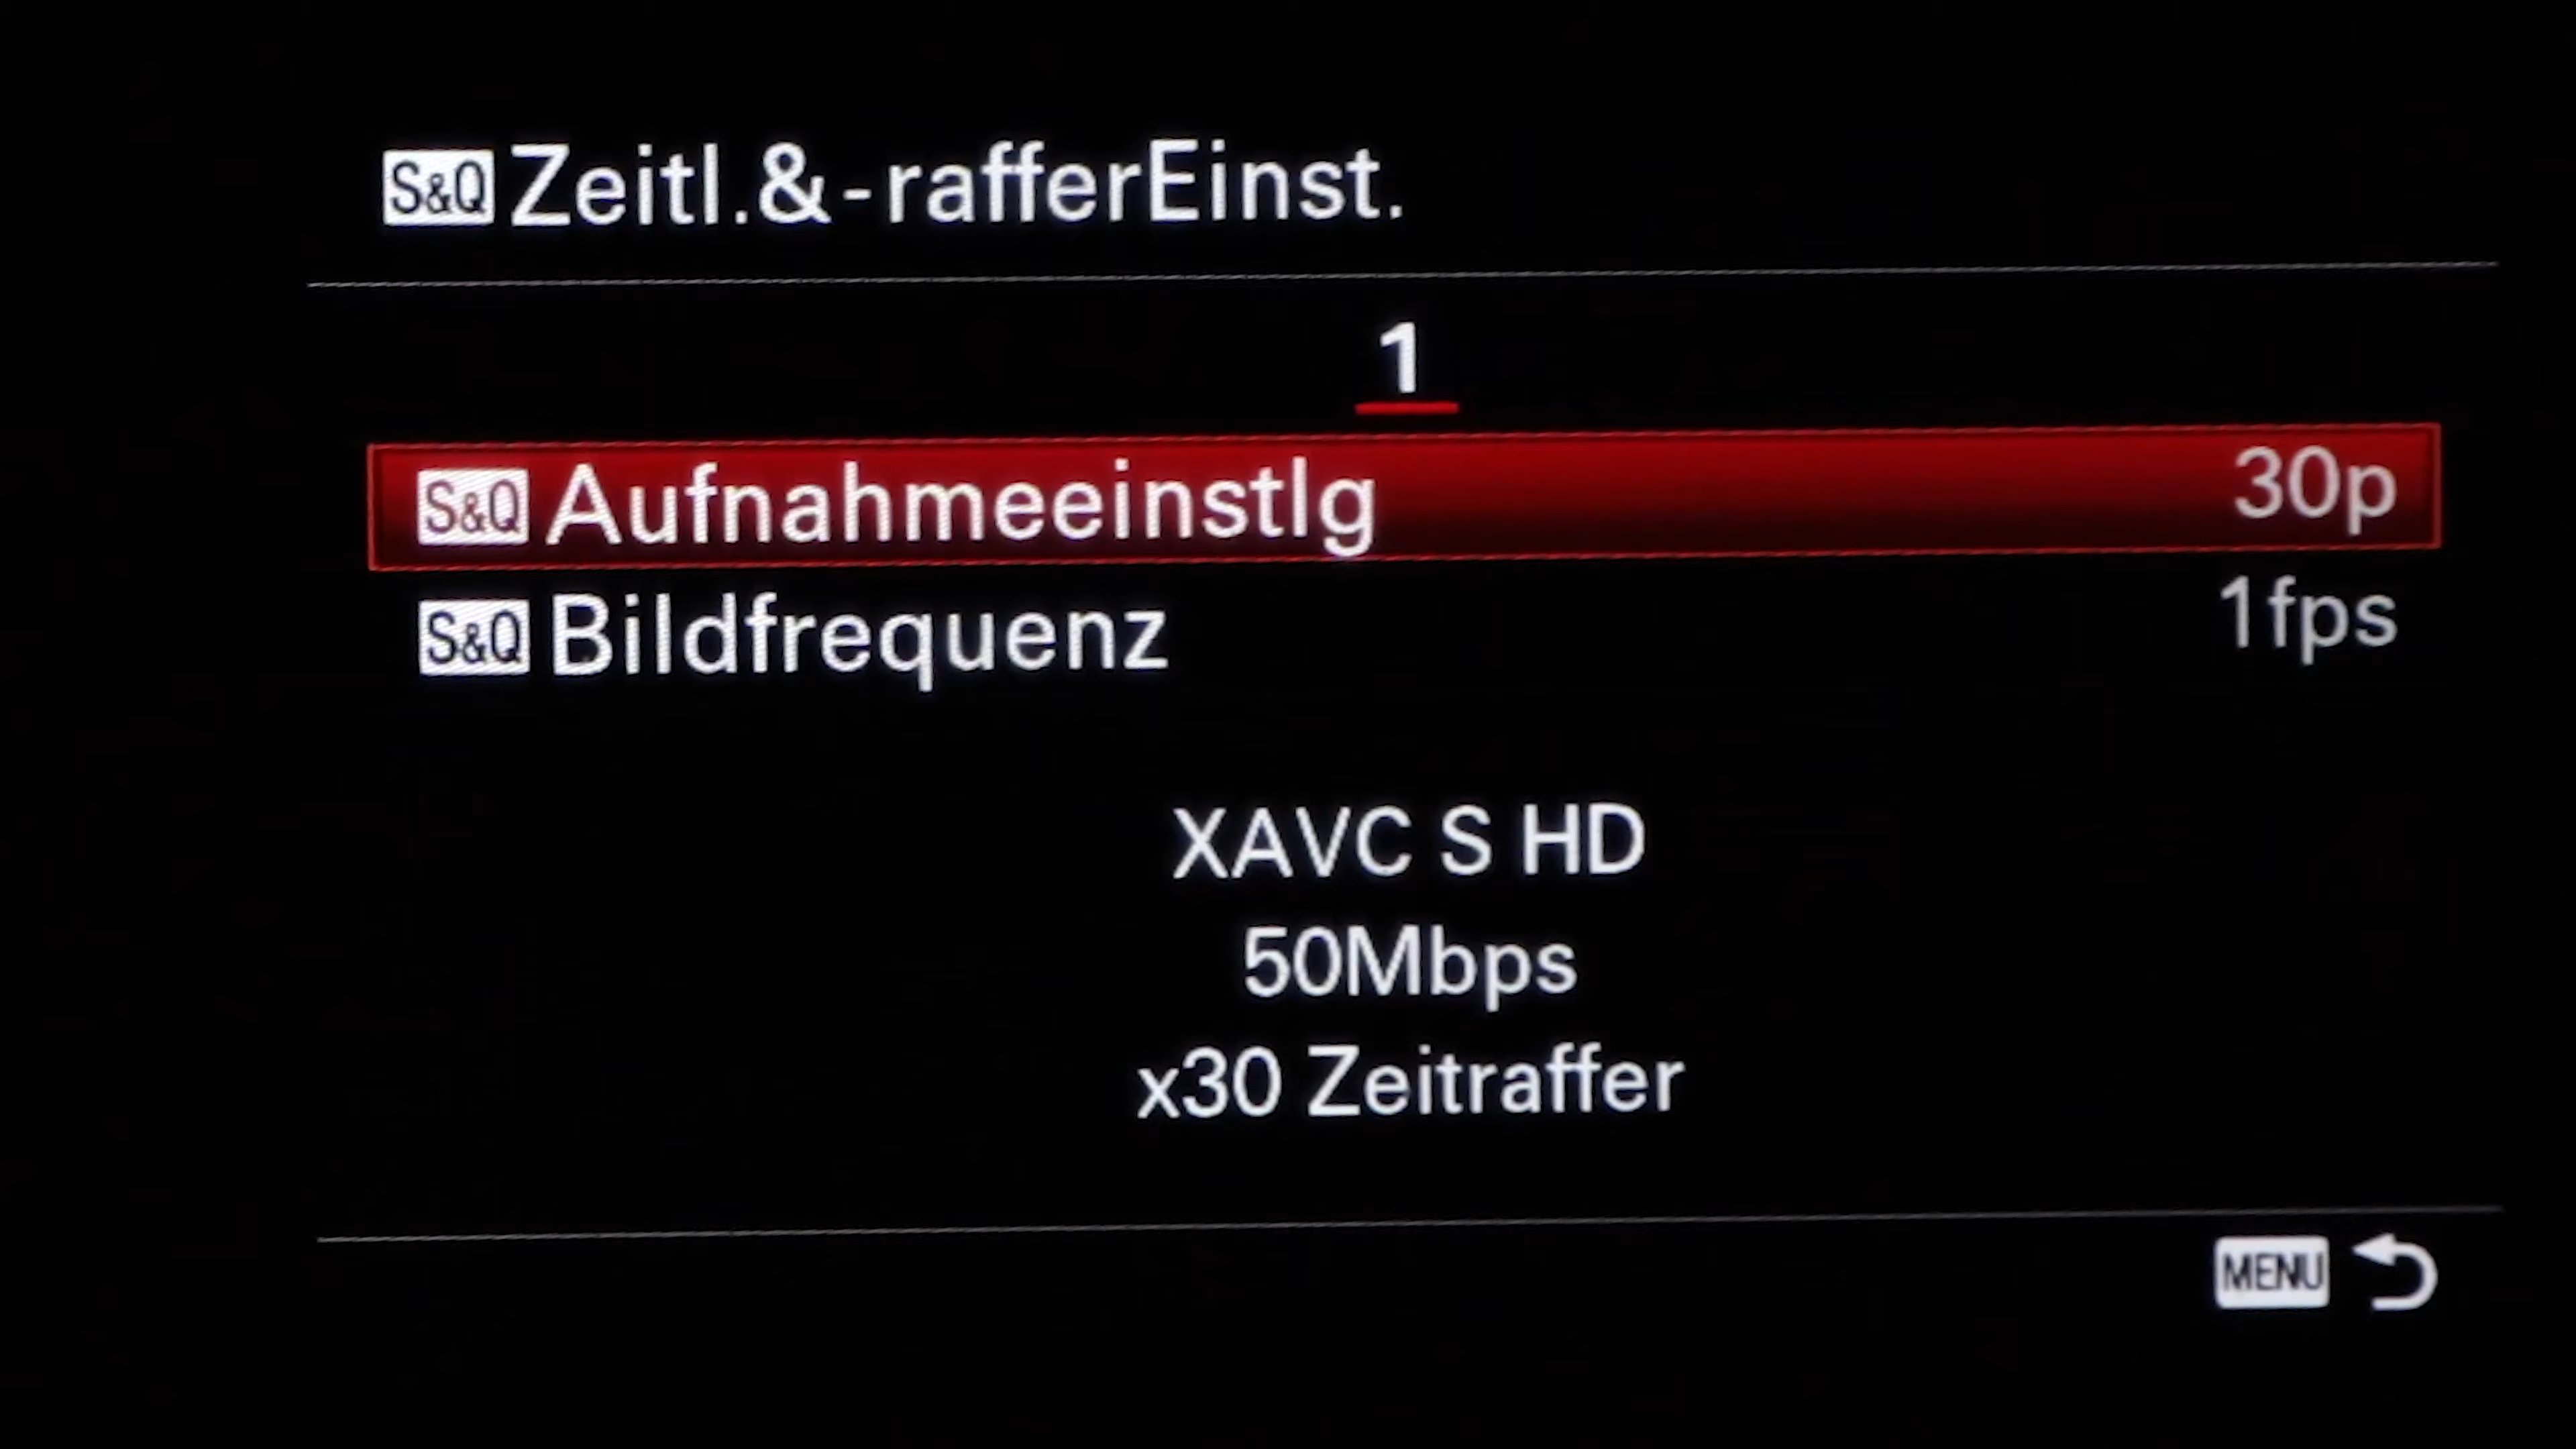 S&Q Zeitl.&-rafferEinst.
1
S&Q Aufnahmeeinstlg 30p
S&Q Bildfrequenz 1fps
XAVC S HD
50Mbps
x30 Zeitraffer
MENU